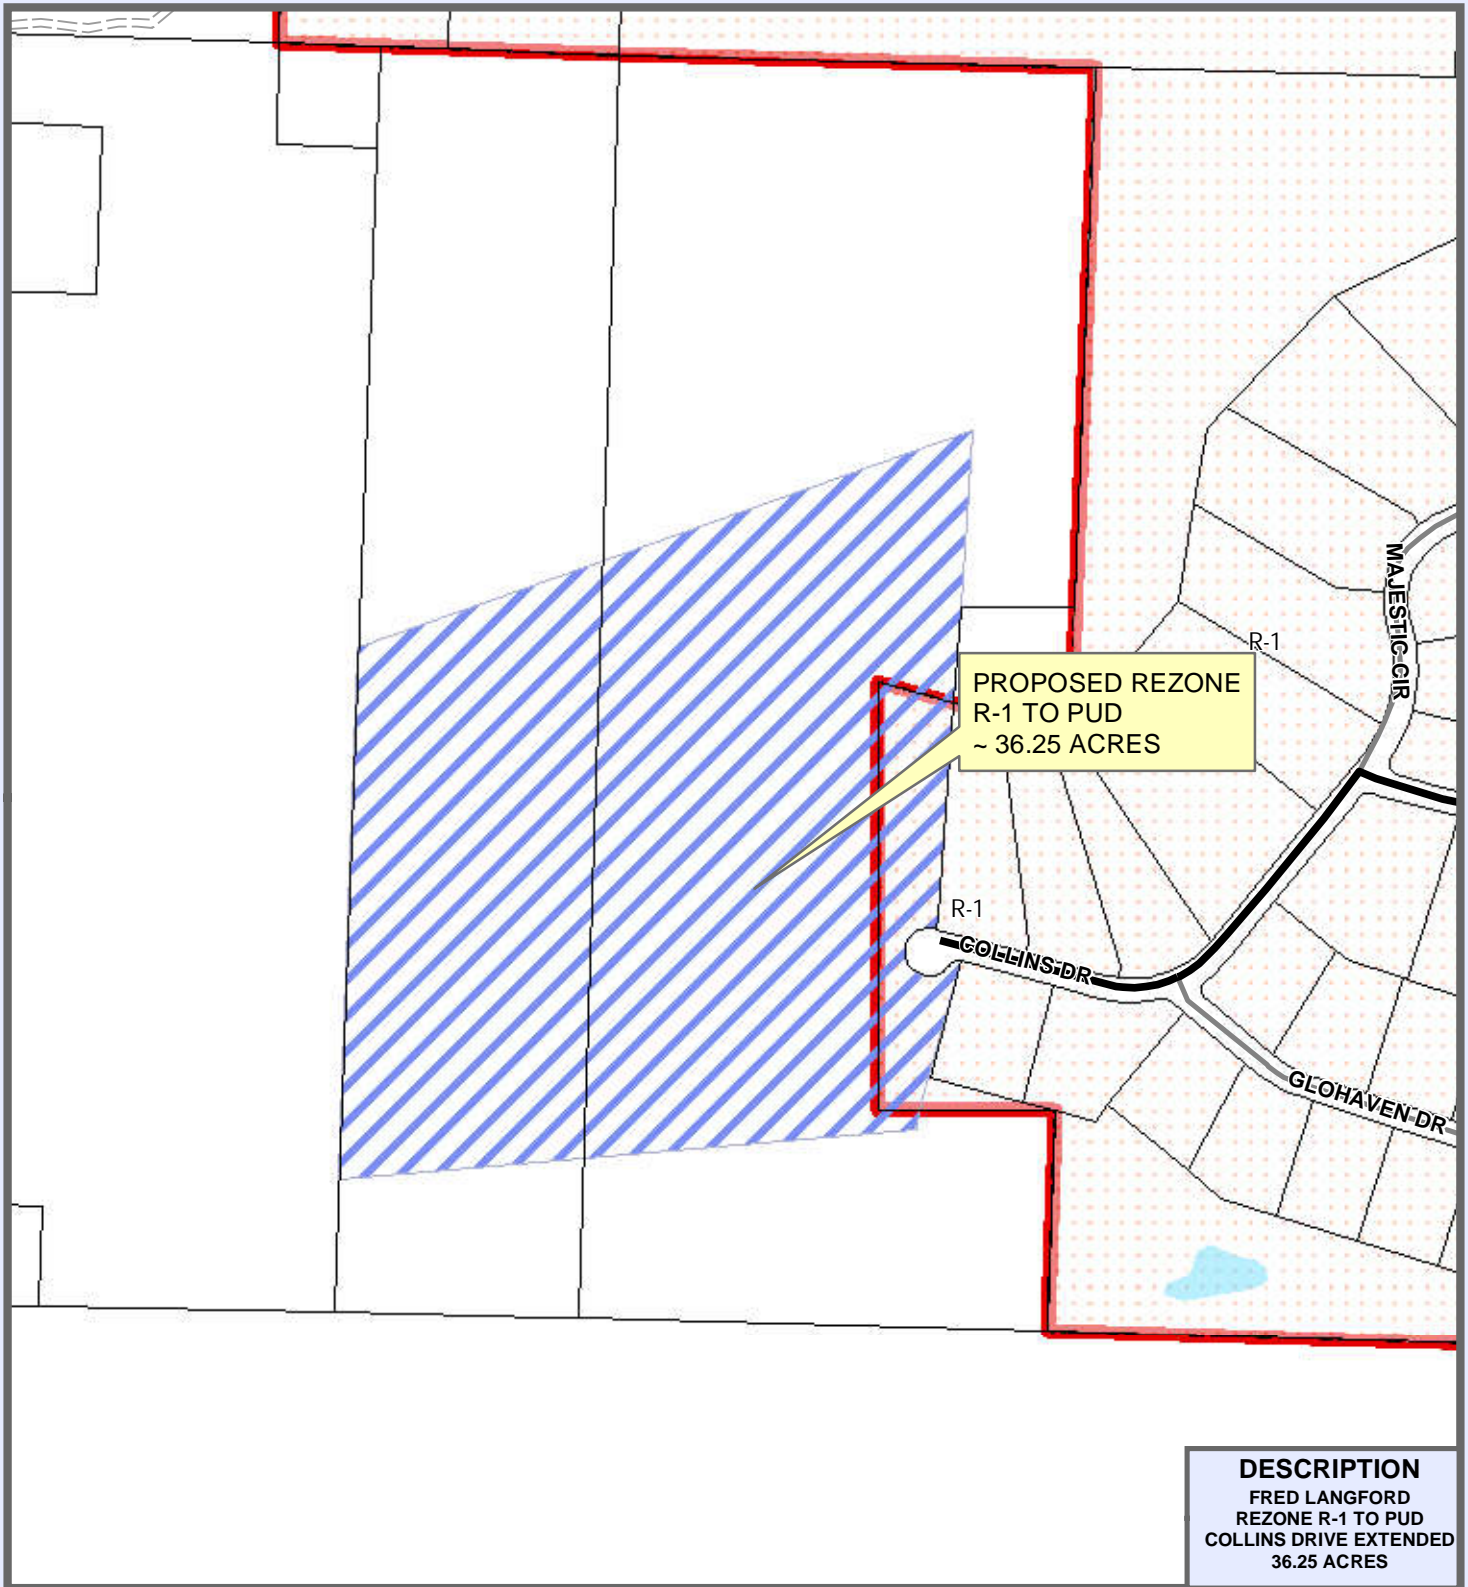 MAJESTIC CIR
R-1
PROPOSED REZONE
R-1 TO PUD
~ 36.25 ACRES
R-1
COLLINS DR
GLOHAVEN DR
DESCRIPTION
FRED LANGFORD
REZONE R-1 TO PUD
COLLINS DRIVE EXTENDED
36.25 ACRES